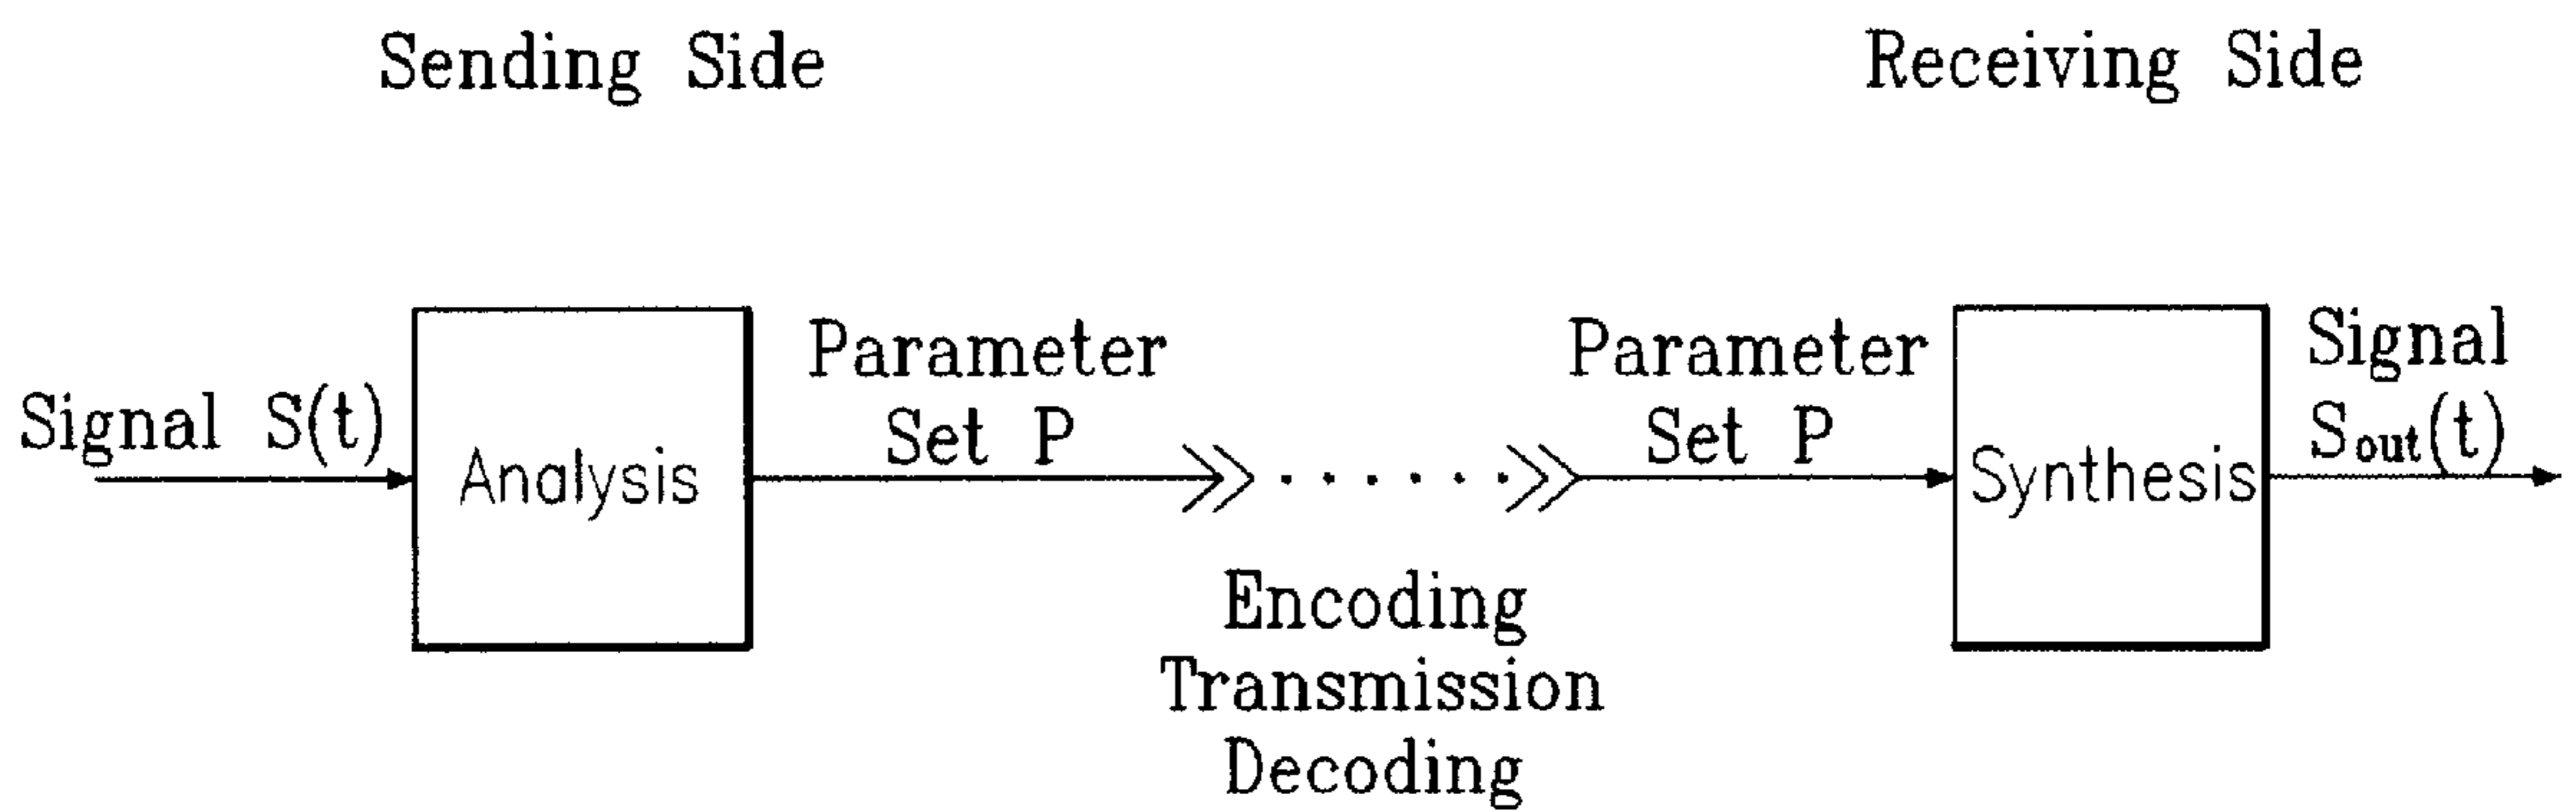 Sending Side
Receiving Side
Signal S(t)
Analysis
Parameter
Set P
Encoding
Transmission
Decoding
Parameter
Set P
Synthesis
Signal
Sout(t)